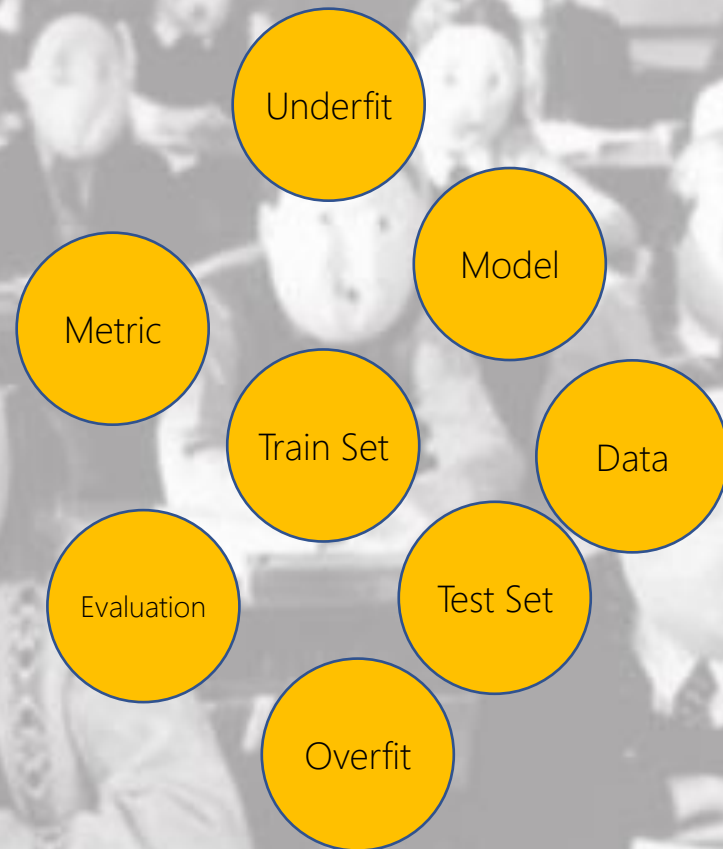 Underfit
Model
Metric
Train Set
Data
Evaluation
Test Set
Overfit